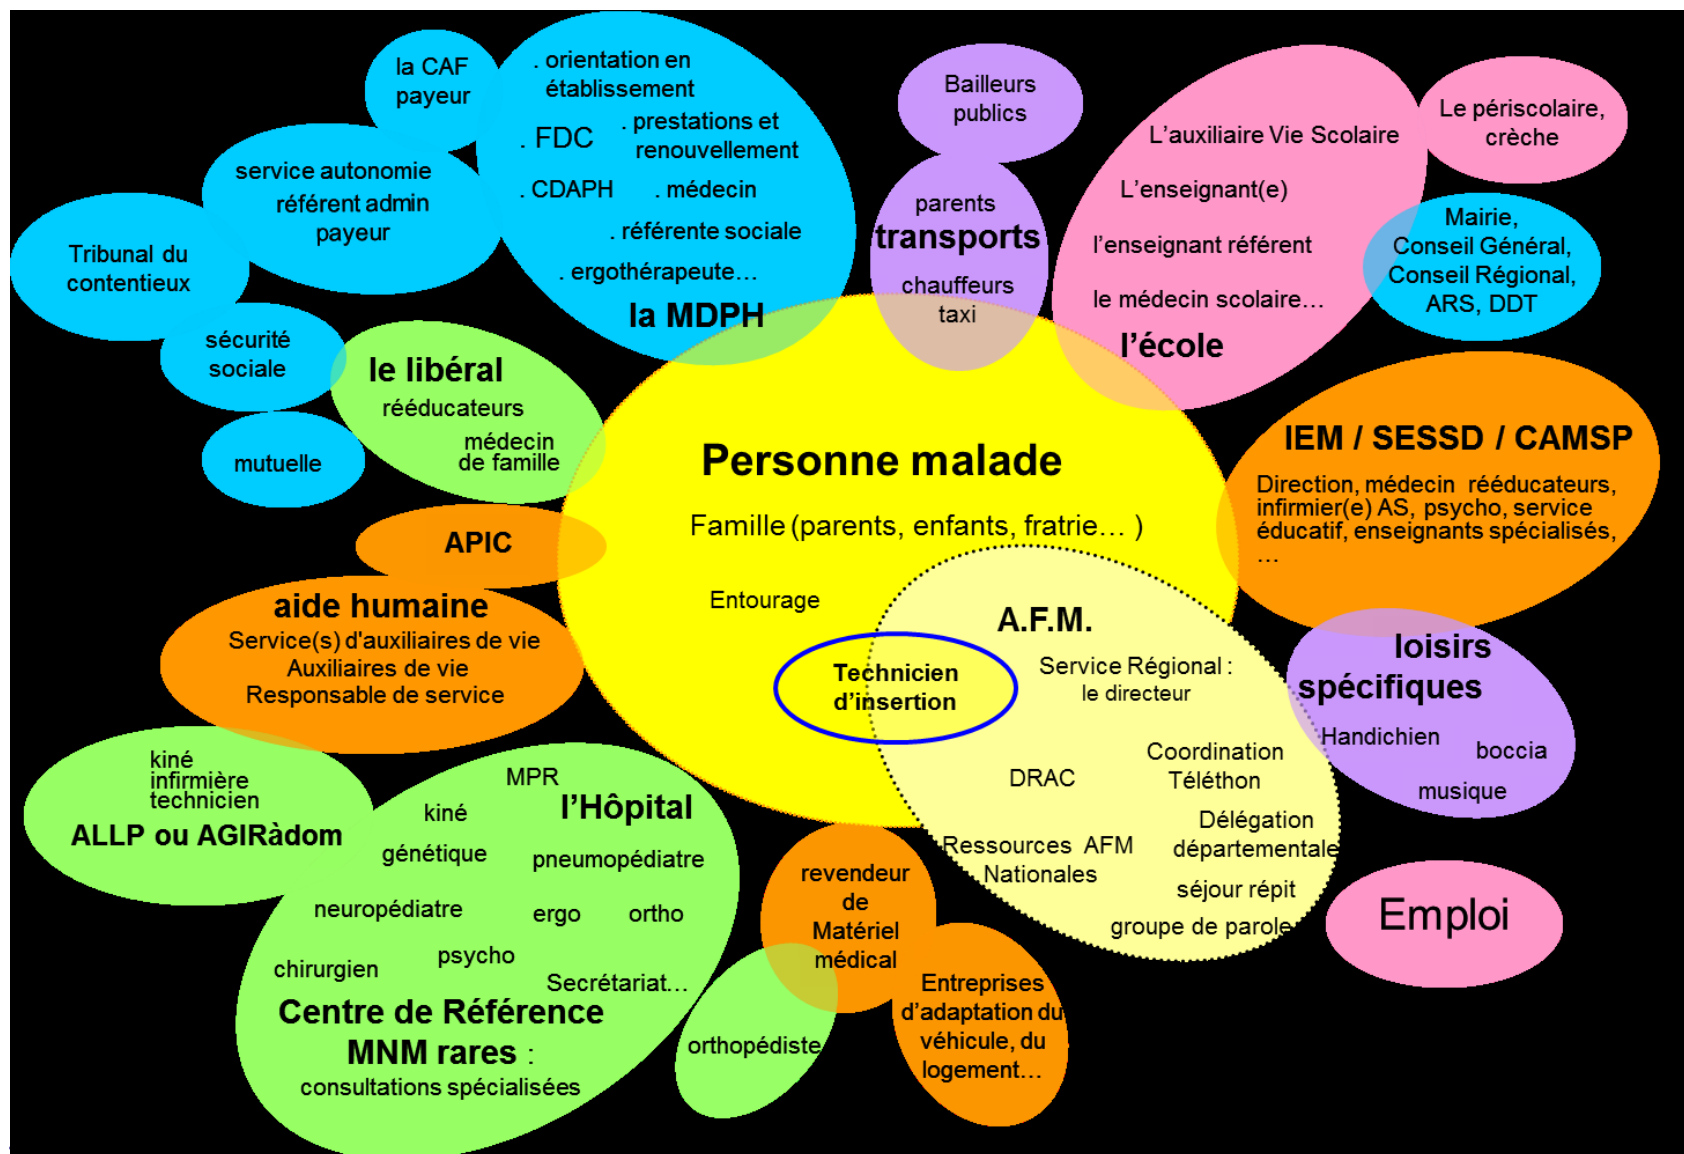 la CAF
payeur
. orientation en
établissement
. FDC
. prestations et
renouvellement
. CDAPH
. médecin
. référente sociale
. ergothérapeute…
la MDPH
service autonomie
référent admin
payeur
Tribunal du
contentieux
sécurité
sociale
mutuelle
le libéral
rééducateurs
médecin
de famille
Bailleurs
publics
parents
transports
chauffeurs
taxi
L'auxiliaire Vie Scolaire
L'enseignant(e)
l'enseignant référent
le médecin scolaire…
l'école
Le périscolaire,
crèche
Mairie,
Conseil Général,
Conseil Régional,
ARS, DDT
IEM / SESSD / CAMSP
Direction, médecin rééducateurs,
infirmier(e) AS, psycho, service
éducatif, enseignants spécialisés,
…
Personne malade
Famille (parents, enfants, fratrie… )
Entourage
Technicien
d'insertion
A.F.M.
Service Régional :
le directeur
DRAC
Coordination
Téléthon
Ressources AFM
Nationales
Délégation
départementale
séjour répit
groupe de parole
loisirs
spécifiques
Handichien
boccia
musique
Emploi
APIC
aide humaine
Service(s) d'auxiliaires de vie
Auxiliaires de vie
Responsable de service
kiné
infirmière
technicien
ALLP ou AGIRàdom
MPR
l'Hôpital
kiné
génétique
pneumopédiatre
neuropédiatre
ergo
ortho
chirurgien
psycho
Secrétariat…
Centre de Référence
MNM rares :
consultations spécialisées
revendeur
de
Matériel
médical
orthopédiste
Entreprises
d'adaptation du
véhicule, du
logement…